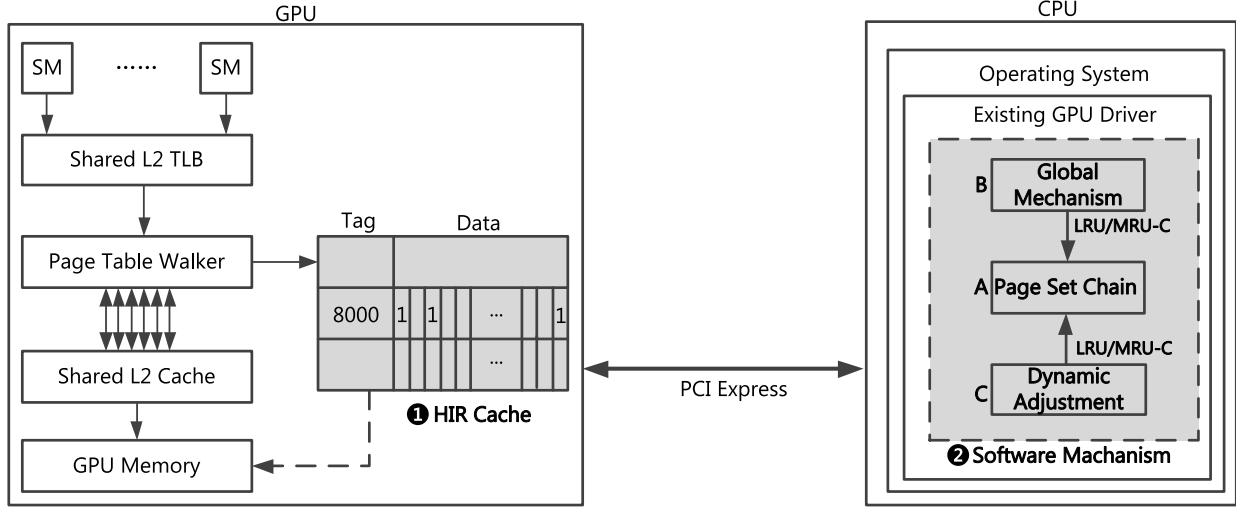 GPU
CPU
SM
······
SM
Operating System
Existing GPU Driver
Shared L2 TLB
B
Global
Mechanism
Tag
Data
LRU/MRU-C
Page Table Walker
A
Page Set Chain
8000
1
1
...
1
...
LRU/MRU-C
Shared L2 Cache
PCI Express
C
Dynamic
Adjustment
❶ HIR Cache
GPU Memory
❷ Software Machanism